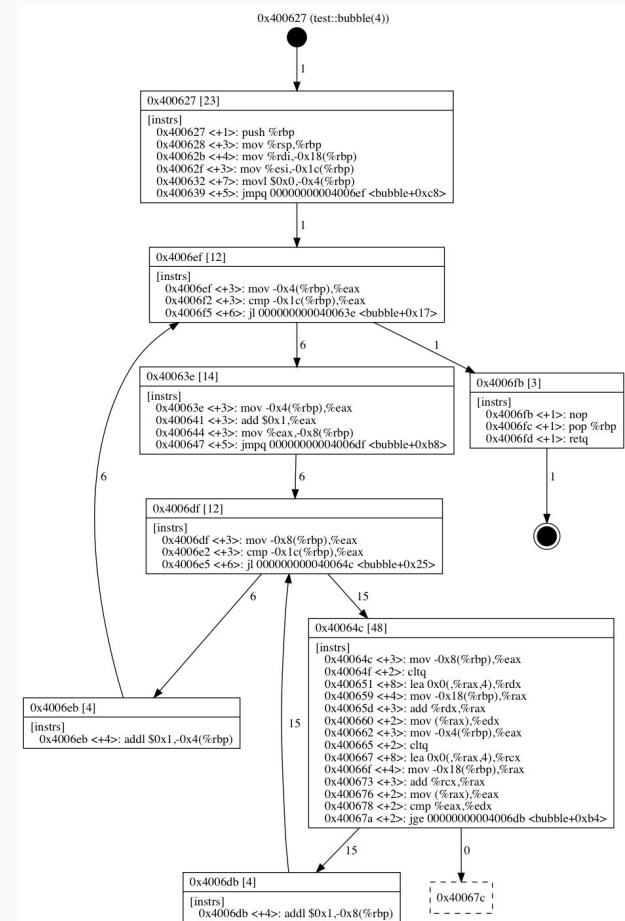 0x400627 (test::bubble(4))
1
0x400627 [23]
[instrs]
0x400627 <+1>: push %rbp
0x400628 <+3>: mov %rsp,%rbp
0x40062b <+4>: mov %rdi,-0x18(%rbp)
0x40062f <+3>: mov %esi,-0x1c(%rbp)
0x400632 <+7>: movl $0x0,-0x4(%rbp)
0x400639 <+5>: jmpq 00000000004006ef <bubble+0xc8>
1
0x4006ef [12]
[instrs]
0x4006ef <+3>: mov -0x4(%rbp),%eax
0x4006f2 <+3>: cmp -0x1c(%rbp),%eax
0x4006f5 <+6>: jl 000000000040063e <bubble+0x17>
6
1
0x40063e [14]
[instrs]
0x40063e <+3>: mov -0x4(%rbp),%eax
0x400641 <+3>: add $0x1,%eax
0x400644 <+3>: mov %eax,-0x8(%rbp)
0x400647 <+5>: jmpq 00000000004006df <bubble+0xb8>
0x4006fb [3]
[instrs]
0x4006fb <+1>: nop
0x4006fc <+1>: pop %rbp
0x4006fd <+1>: retq
6
6
1
0x4006df [12]
[instrs]
0x4006df <+3>: mov -0x8(%rbp),%eax
0x4006e2 <+3>: cmp -0x1c(%rbp),%eax
0x4006e5 <+6>: jl 000000000040064c <bubble+0x25>
6
15
0x40064c [48]
[instrs]
0x40064c <+3>: mov -0x8(%rbp),%eax
0x40064f <+2>: cltq
0x400651 <+8>: lea 0x0(,%rax,4),%rdx
0x400659 <+4>: mov -0x18(%rbp),%rax
0x40065d <+3>: add %rdx,%rax
0x400660 <+2>: mov (%rax),%edx
0x400662 <+3>: mov -0x4(%rbp),%eax
0x400665 <+2>: cltq
0x400667 <+8>: lea 0x0(,%rax,4),%rcx
0x40066f <+4>: mov -0x18(%rbp),%rax
0x400673 <+3>: add %rcx,%rax
0x400676 <+2>: mov (%rax),%eax
0x400678 <+2>: cmp %eax,%edx
0x40067a <+2>: jge 00000000004006db <bubble+0xb4>
0x4006eb [4]
[instrs]
0x4006eb <+4>: addl $0x1,-0x4(%rbp)
15
15
0
0x4006db [4]
[instrs]
0x4006db <+4>: addl $0x1,-0x8(%rbp)
0x40067c